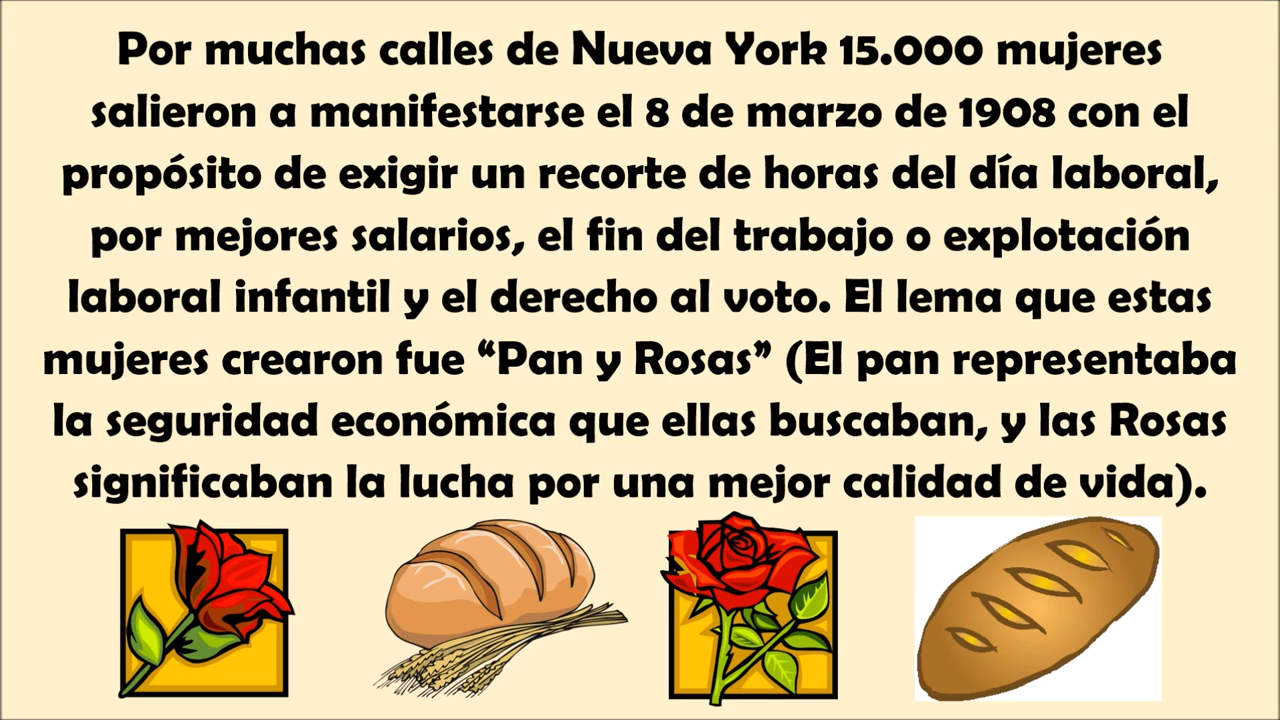 Por muchas calles de Nueva York 15.000 mujeres
salieron a manifestarse el 8 de marzo de 1908 con el
propósito de exigir un recorte de horas del día laboral,
por mejores salarios, el fin del trabajo o explotación
laboral infantil y el derecho al voto. El lema que estas
mujeres crearon fue “Pan y Rosas” (El pan representaba
la seguridad económica que ellas buscaban, y las Rosas
significaban la lucha por una mejor calidad de vida).